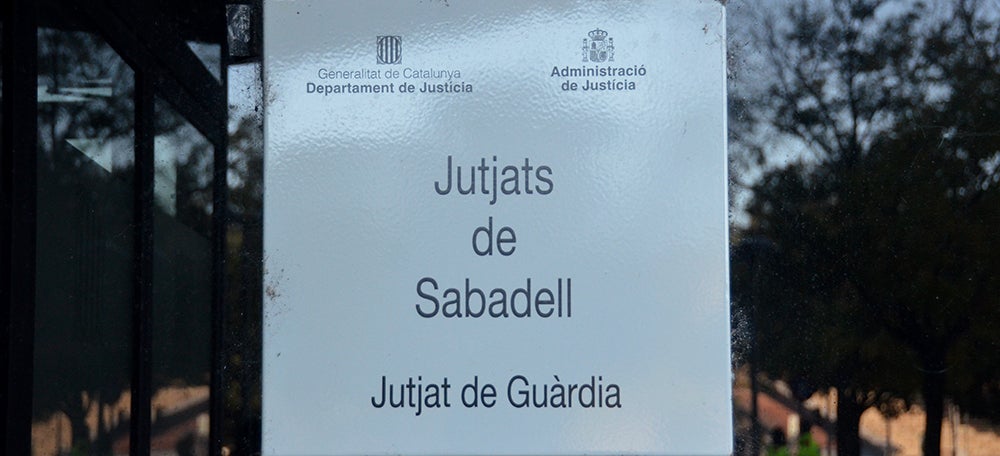 Generalitat de Catalunya
Departament de Justícia
Administració
de Justícia
Jutjats
de
Sabadell
Jutjat de Guàrdia